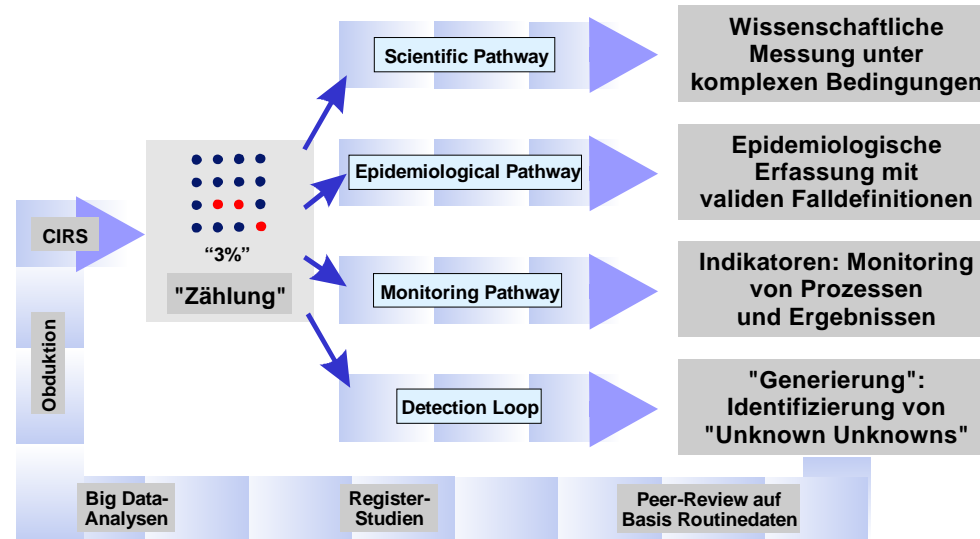 Scientific Pathway
Wissenschaftliche
Messung unter
komplexen Bedingungen
Epidemiological Pathway
Epidemiologische
Erfassung mit
validen Falldefinitionen
CIRS
“3%”
"Zählung"
Monitoring Pathway
Indikatoren: Monitoring
von Prozessen
und Ergebnissen
Obduktion
Detection Loop
"Generierung":
Identifizierung von
"Unknown Unknowns"
Big Data-
Analysen
Register-
Studien
Peer-Review auf
Basis Routinedaten